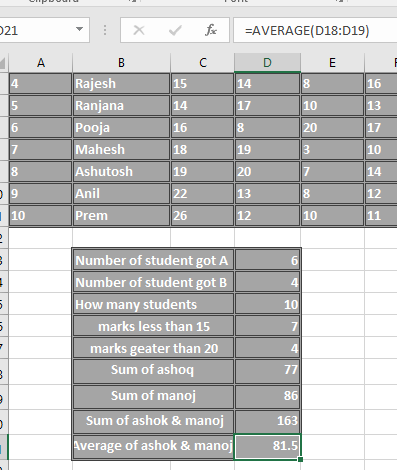 D21 fx =AVERAGE(D18:D19)
A B C D E
4 Rajesh 15 14 8 16
5 Ranjana 14 17 10 13
6 Pooja 16 8 20 17
7 Mahesh 18 19 3 10
8 Ashutosh 19 20 7 14
9 Anil 22 13 8 12
10 Prem 26 12 10 11
Number of student got A 6
Number of student got B 4
How many students 10
marks less than 15 7
marks geater than 20 4
Sum of ashoq 77
Sum of manoj 86
Sum of ashok & manoj 163
Average of ashok & manoj 81.5